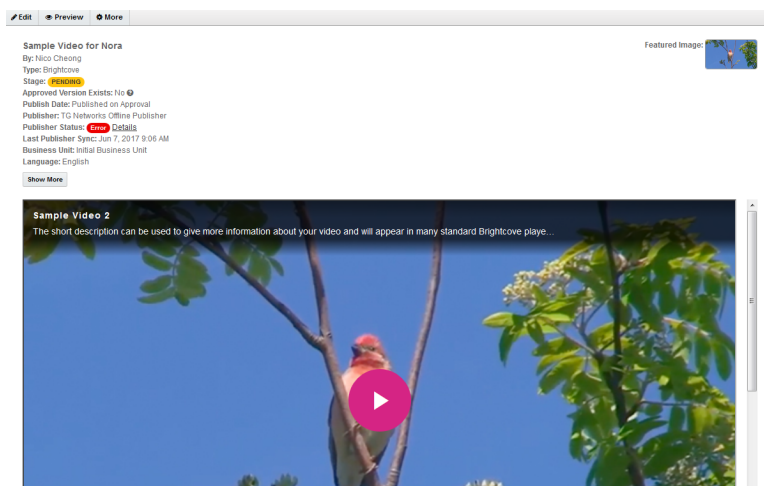 Edit Preview More
Sample Video for Nora
Featured Image:
By: Nico Cheong
Type: Brightcove
Stage: PENDING
Approved Version Exists: No
Publish Date: Published on Approval
Publisher: TG Networks Offline Publisher
Publisher Status: Error Details
Last Publisher Sync: Jun 7, 2017 9:06 AM
Business Unit: Initial Business Unit
Language: English
Show More
Sample Video 2
The short description can be used to give more information about your video and will appear in many standard Brightcove playe…